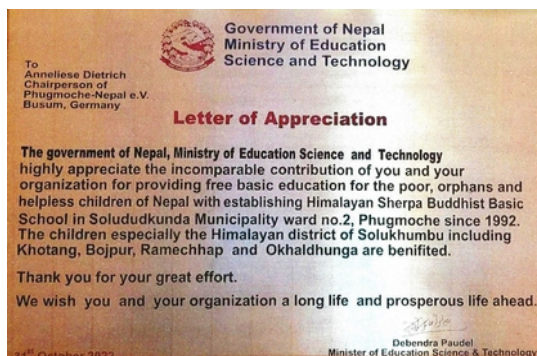 Government of Nepal
Ministry of Education
Science and Technology
To
Anneliese Dietrich
Chairperson of
Phugmoche-Nepal e.V.
Busum, Germany
Letter of Appreciation
The government of Nepal, Ministry of Education Science and Technology
highly appreciate the incomparable contribution of you and your
organization for providing free basic education for the poor, orphans and
helpless children of Nepal with establishing Himalayan Sherpa Buddhist Basic
School in Solududkunda Municipality ward no.2, Phugmoche since 1992.
The children especially the Himalayan district of Solukhumbu including
Khotang, Bojpur, Ramechhap and Okhaldhunga are benifited.
Thank you for your great effort.
We wish you and your organization a long life and prosperous life ahead.
Debendra Paudel
Minister of Education Science & Technology
October